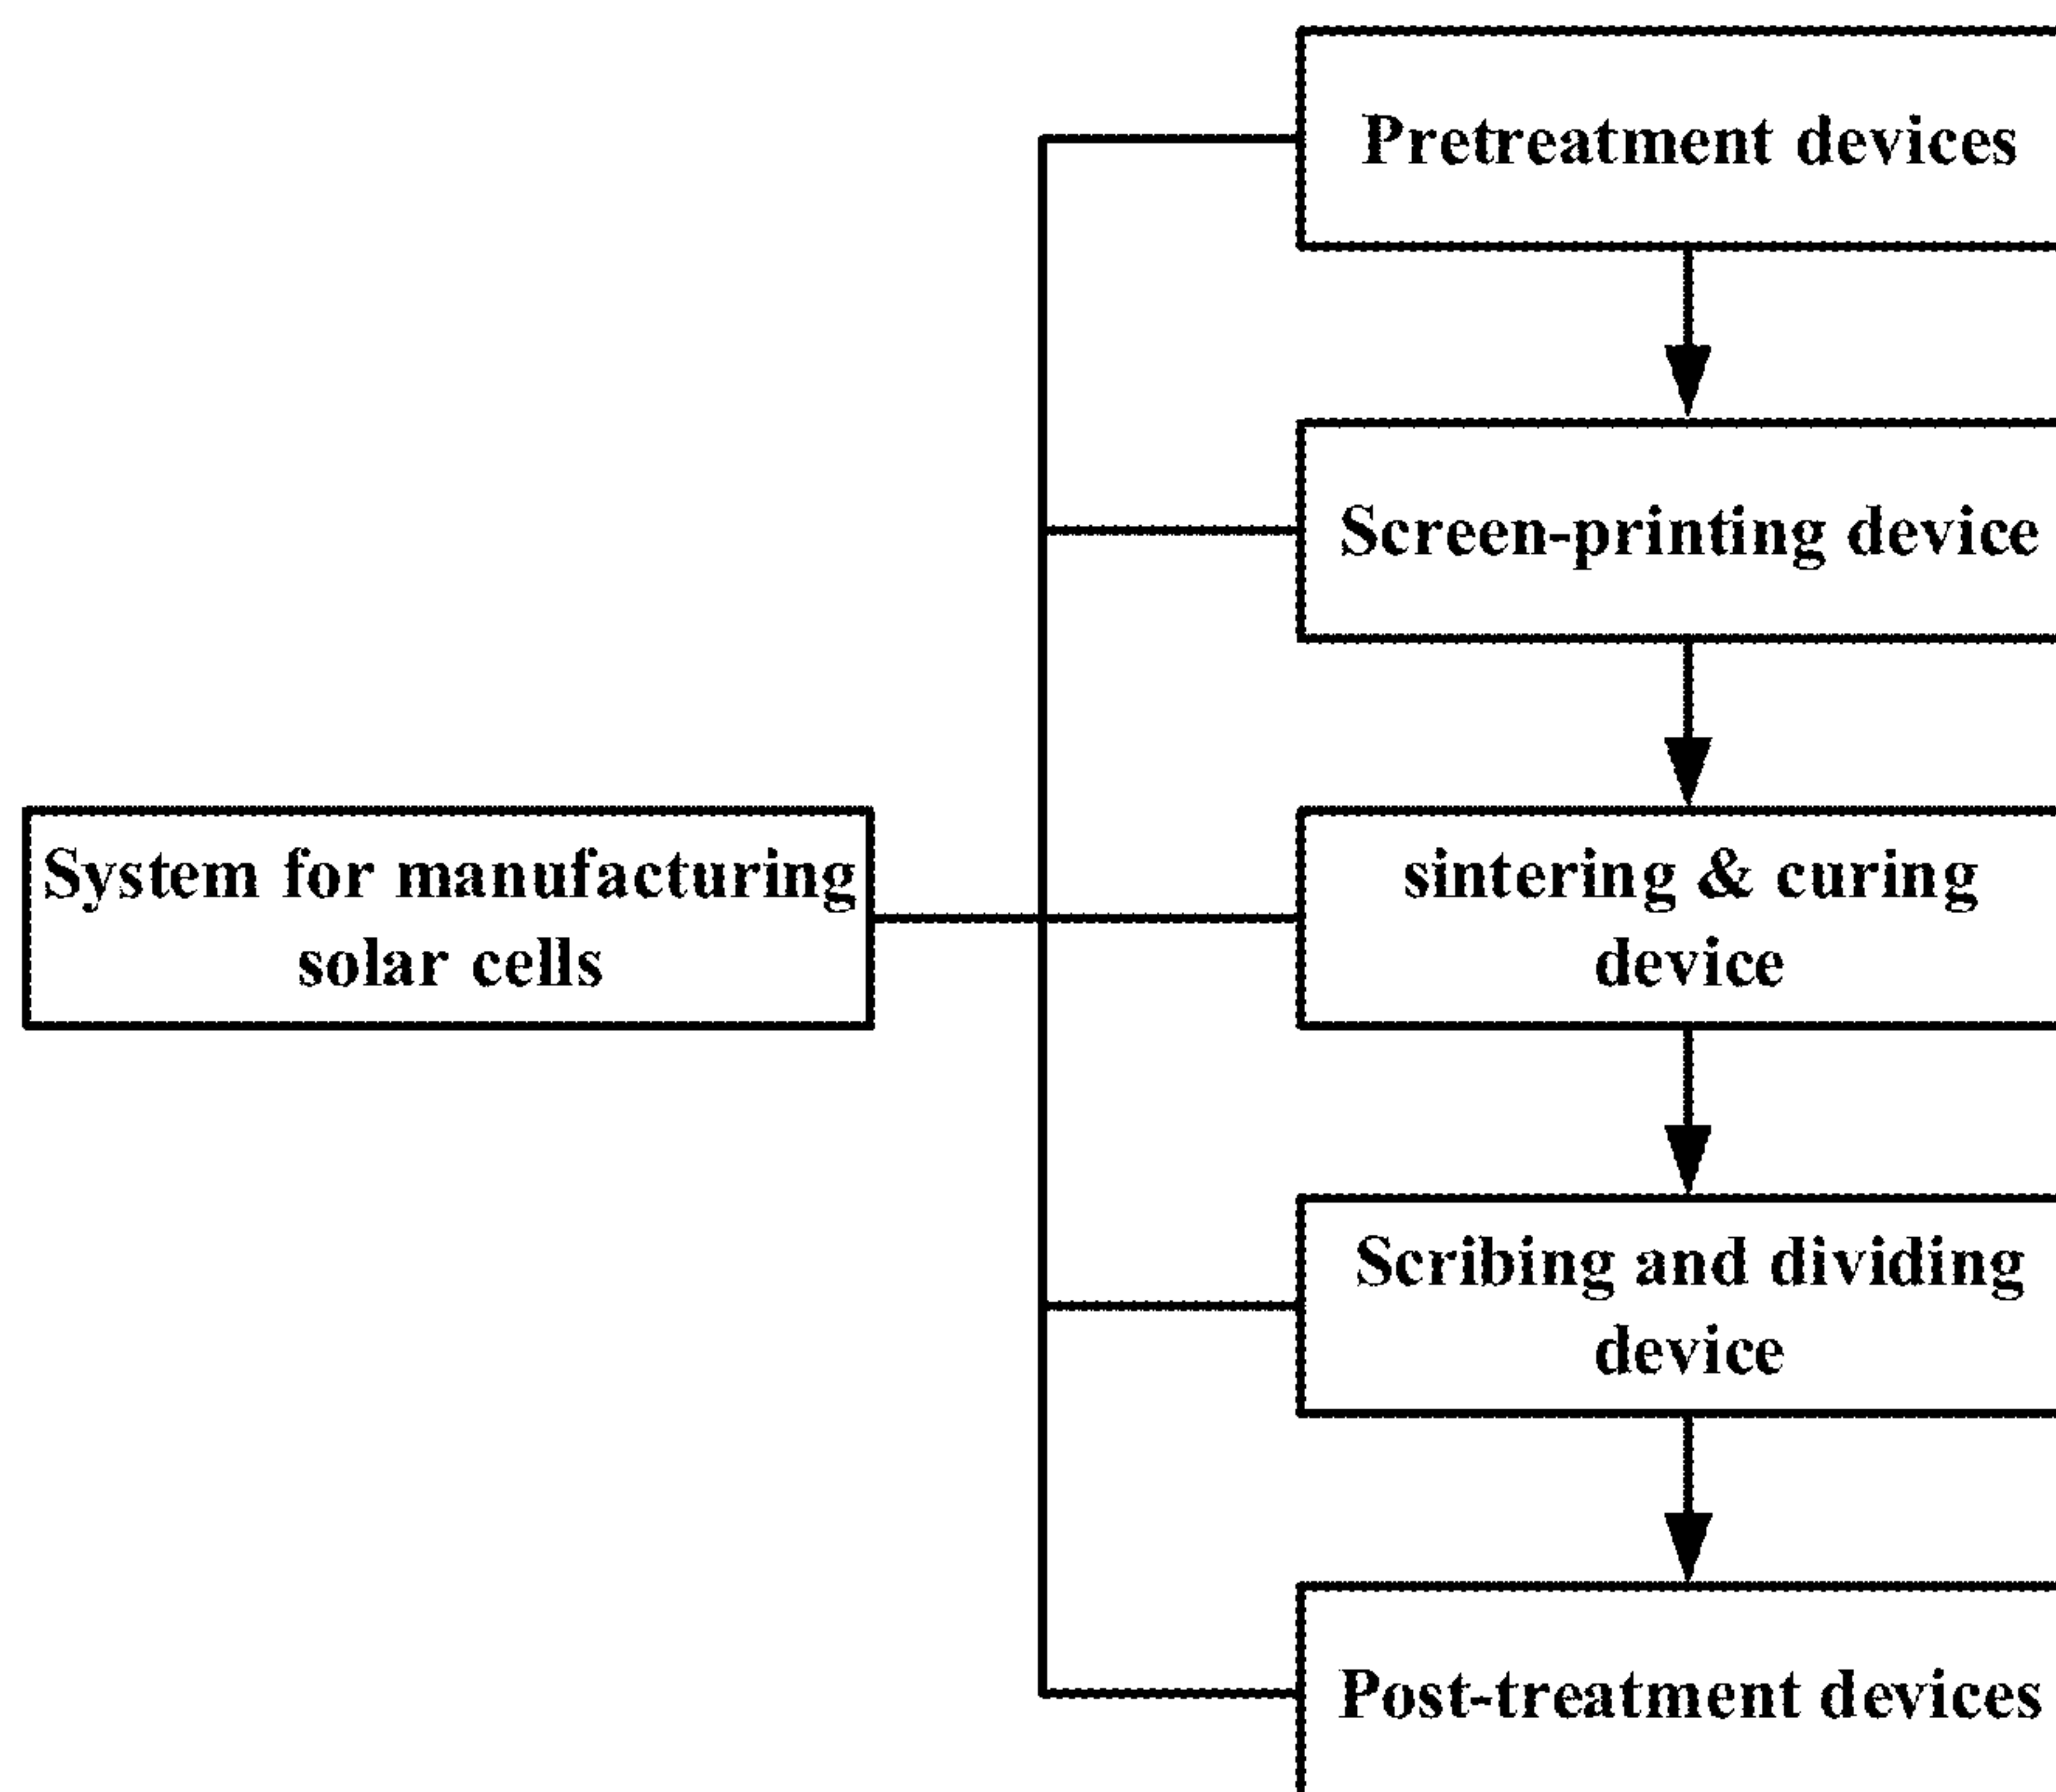 Pretreatment devices
Screen-printing device
System for manufacturing
solar cells
sintering & curing
device
Scribing and dividing
device
Post-treatment devices